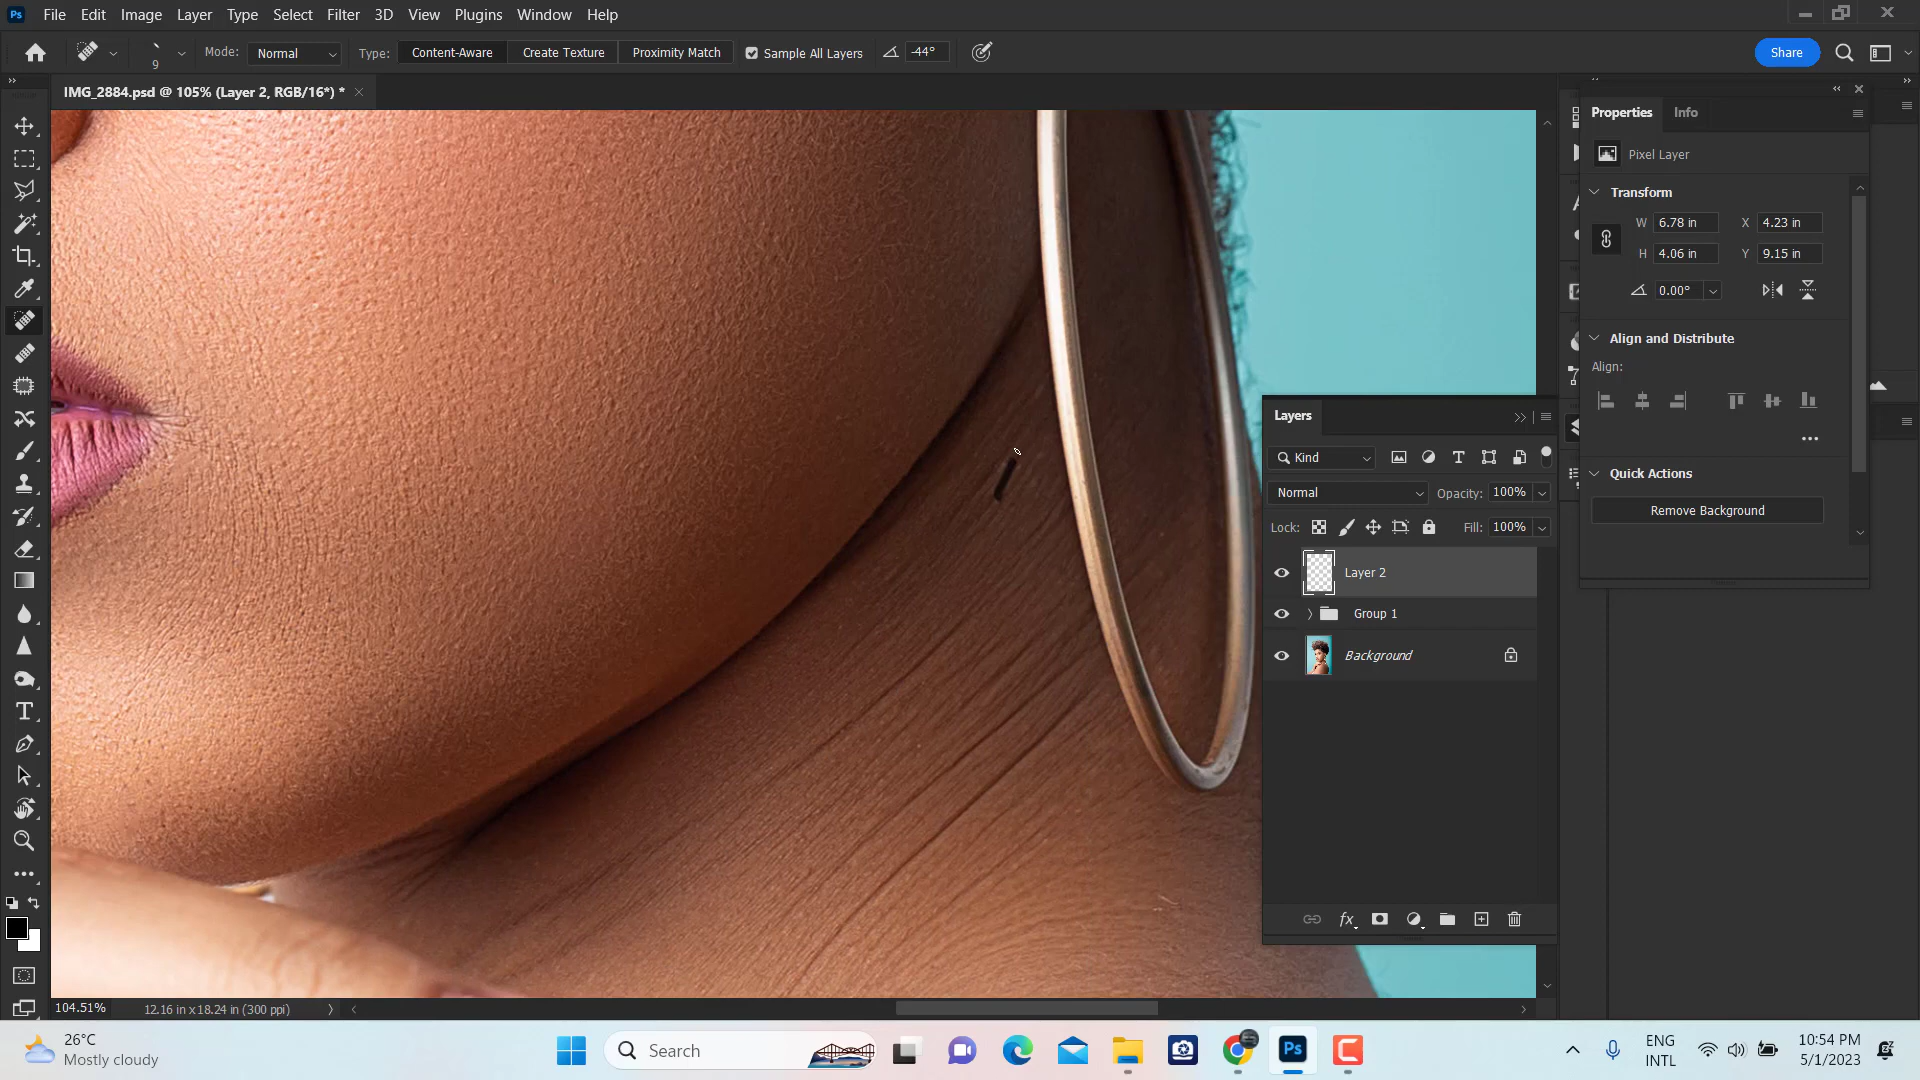 Ps File Edit Image Layer Type Select Filter 3D View Plugins Window Help
9 Mode: Normal Type: Content-Aware Create Texture Proximity Match Sample All Layers -44° Share
IMG_2884.psd @ 105% (Layer 2, RGB/16*) *
Properties Info
Pixel Layer
Transform
W 6.78 in X 4.23 in
H 4.06 in Y 9.15 in
0.00°
Align and Distribute
Align:
Quick Actions
Remove Background
Layers
Kind
Normal Opacity: 100%
Lock: Fill: 100%
Layer 2
Group 1
Background
fx
104.51% 12.16 in x 18.24 in (300 ppi)
26°C
Mostly cloudy
Search
Ps
ENG
INTL
10:54 PM
5/1/2023